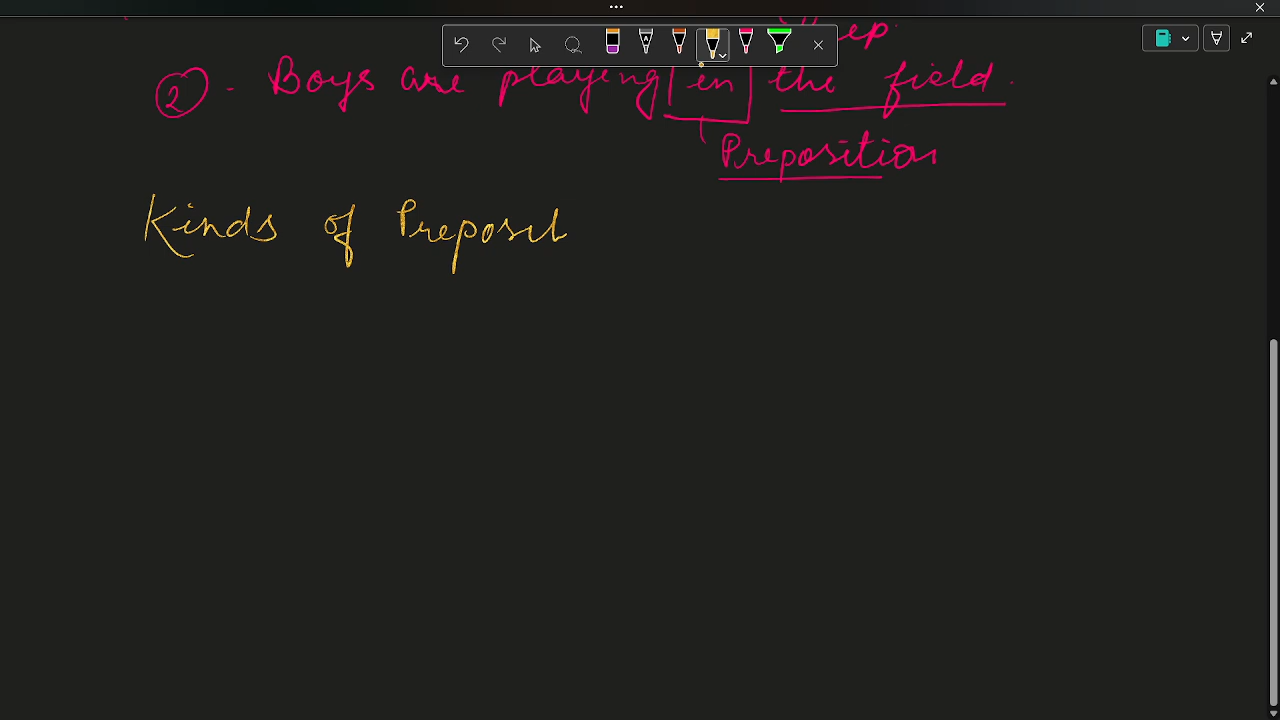 ep.
② . Boys are playing in the field.
Preposition
Kinds of Preposit